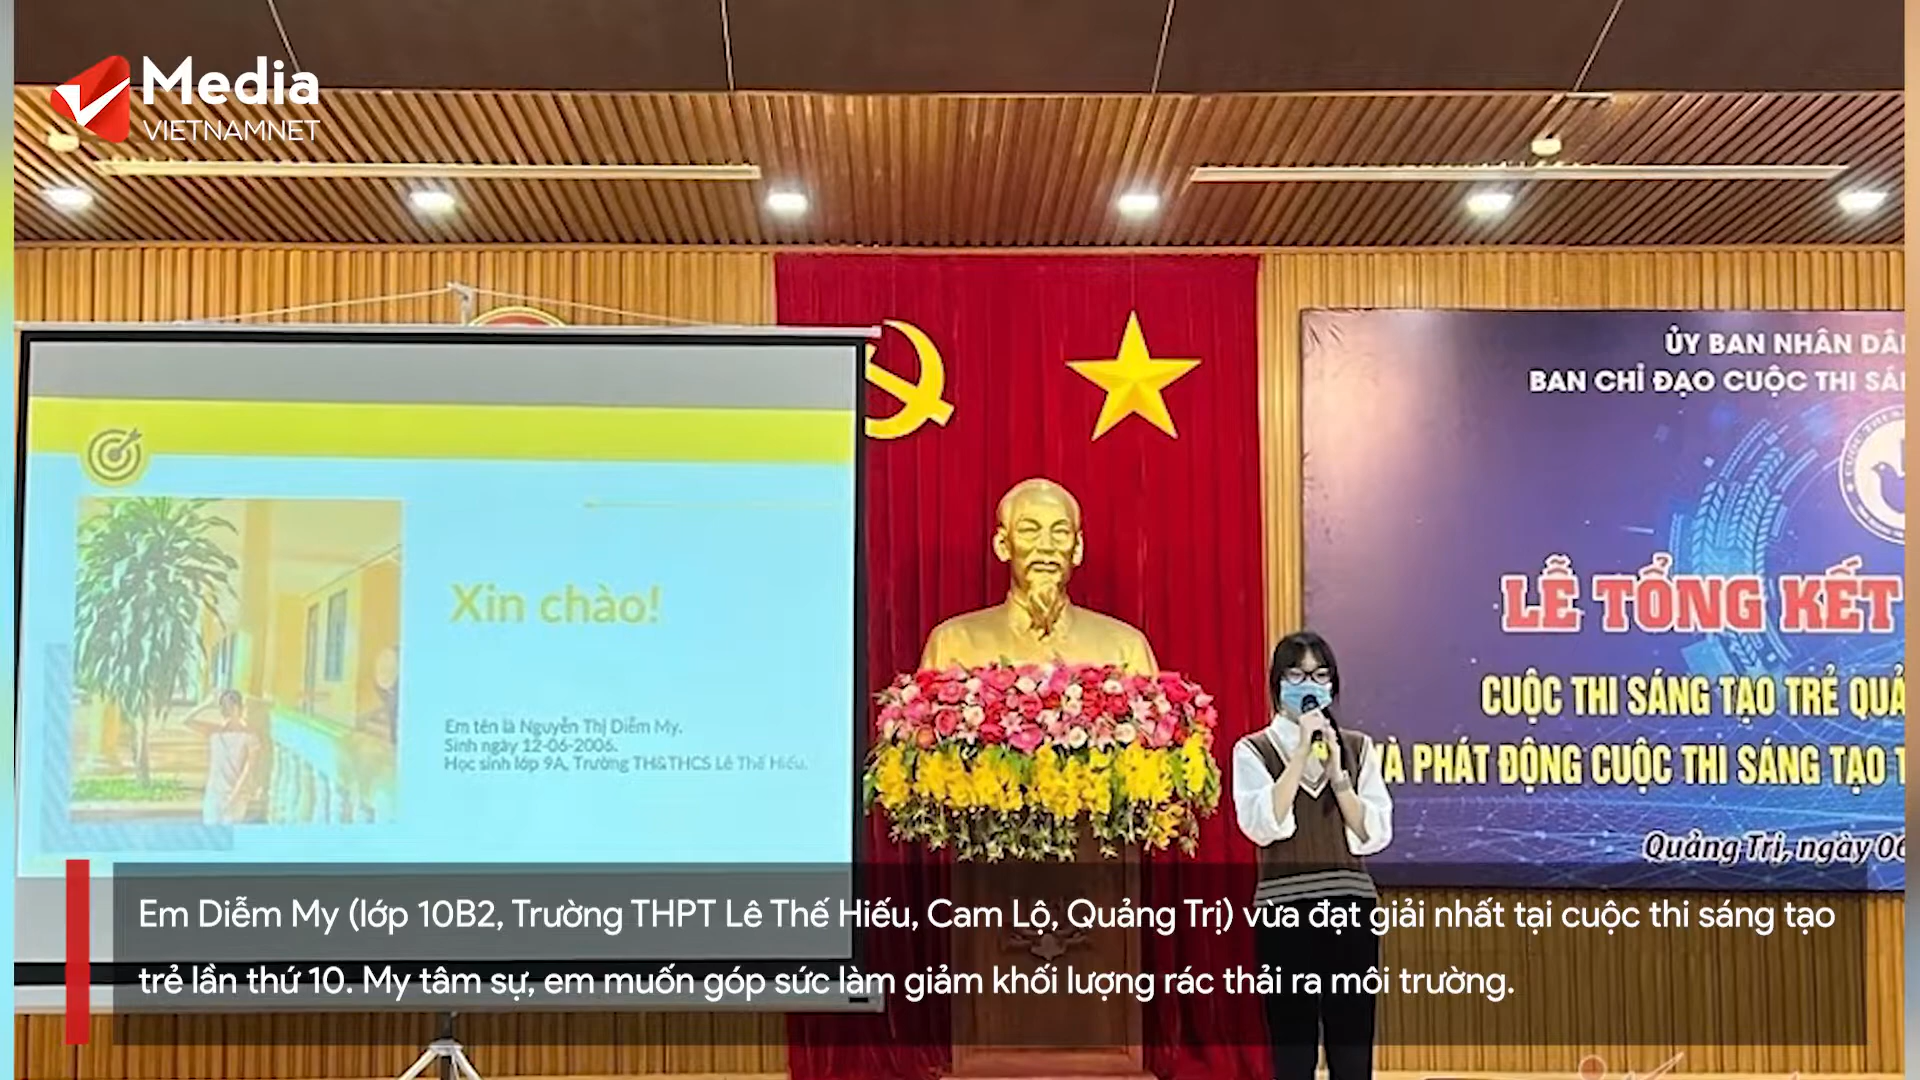 Media
VIETNAMNET
ỦY BAN NHÂN DÂ
BAN CHỈ ĐẠO CUỘC THI SÁ
LỄ TỔNG KẾT
CUỘC THI SÁNG TẠO TRẺ QUẢ
VÀ PHÁT ĐỘNG CUỘC THI SÁNG TẠO T
Quảng Trị, ngày 06
Xin chào!
Em tên là Nguyễn Thị Diễm My.
Sinh ngày 12-06-2006.
Học sinh lớp 9A, Trường TH&THCS Lê Thế Hiếu.
Em Diễm My (lớp 10B2, Trường THPT Lê Thế Hiếu, Cam Lộ, Quảng Trị) vừa đạt giải nhất tại cuộc thi sáng tạo
trẻ lần thứ 10. My tâm sự, em muốn góp sức làm giảm khối lượng rác thải ra môi trường.